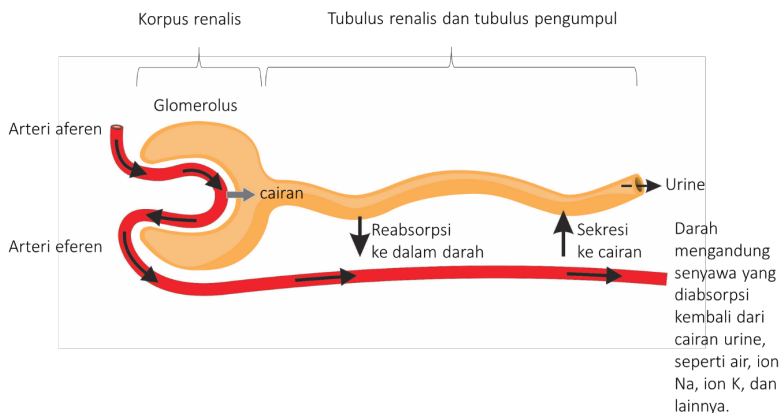 Korpus renalis
Tubulus renalis dan tubulus pengumpul
Glomerolus
Arteri aferen
cairan
Urine
Arteri eferen
Reabsorpsi
ke dalam darah
Sekresi
ke cairan
Darah
mengandung
senyawa yang
diabsorpsi
kembali dari
cairan urine,
seperti air, ion
Na, ion K, dan
lainnya.